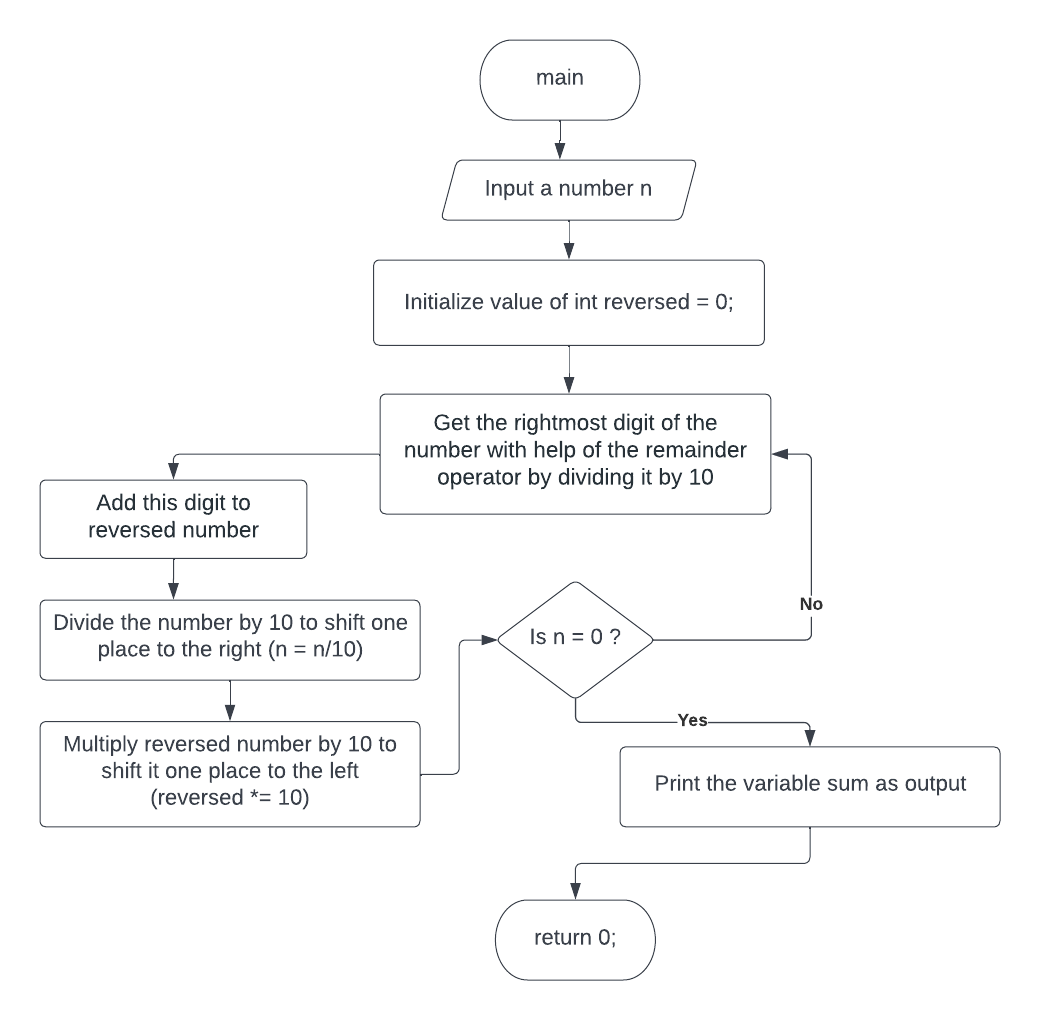 main
Input a number n
Initialize value of int reversed = 0;
Get the rightmost digit of the
number with help of the remainder
operator by dividing it by 10
Add this digit to
reversed number
Divide the number by 10 to shift one
place to the right (n = n/10)
Multiply reversed number by 10 to
shift it one place to the left
(reversed *= 10)
Is n = 0 ?
No
Yes
Print the variable sum as output
return 0;